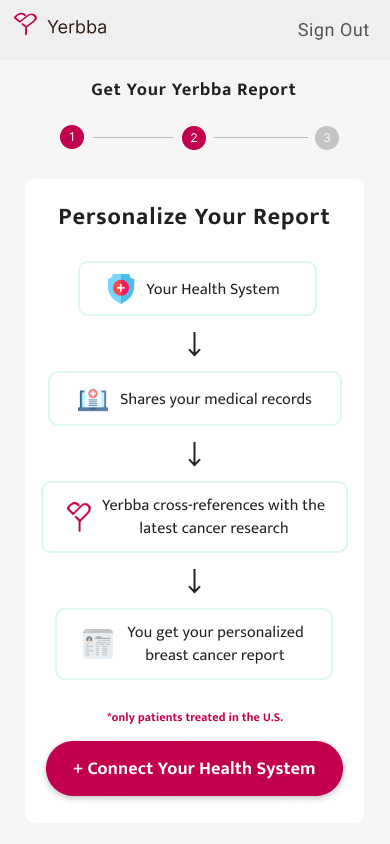 Yerbba
Sign Out
Get Your Yerbba Report
1
2
3
Personalize Your Report
Your Health System
Shares your medical records
Yerbba cross-references with the
latest cancer research
You get your personalized
breast cancer report
*only patients treated in the U.S.
+ Connect Your Health System